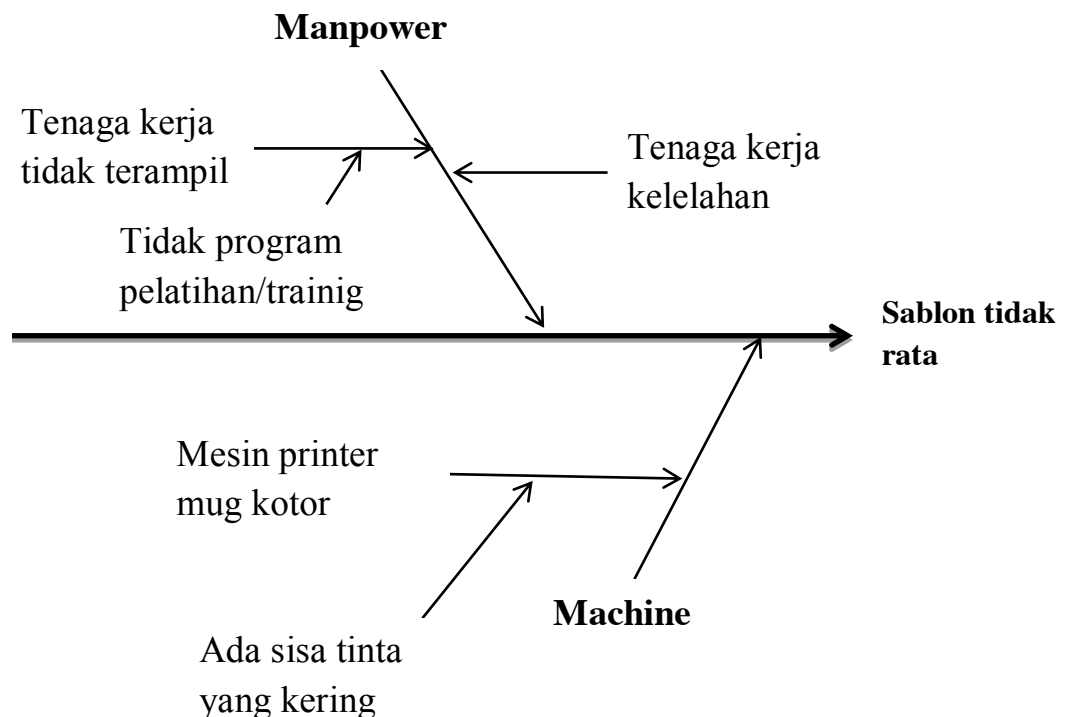 Manpower
Tenaga kerja
tidak terampil
Tenaga kerja
kelelahan
Tidak program
pelatihan/trainig
Sablon tidak
rata
Mesin printer
mug kotor
Machine
Ada sisa tinta
yang kering